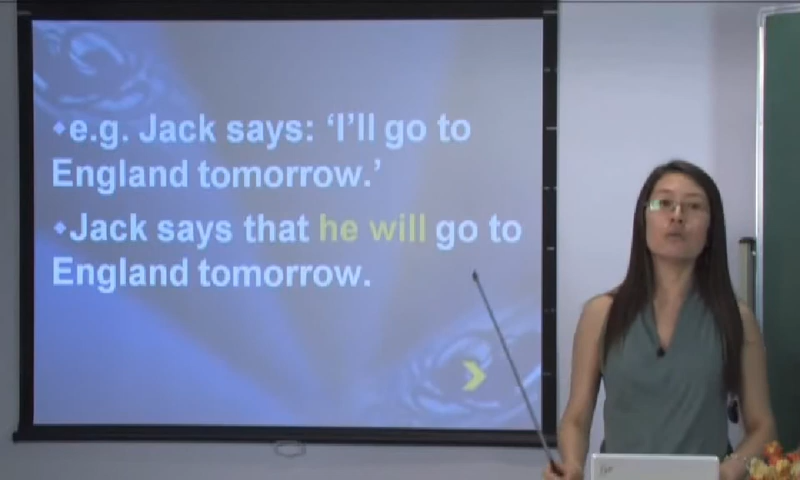 e.g. Jack says: ‘I’ll go to
England tomorrow.’
Jack says that he will go to
England tomorrow.